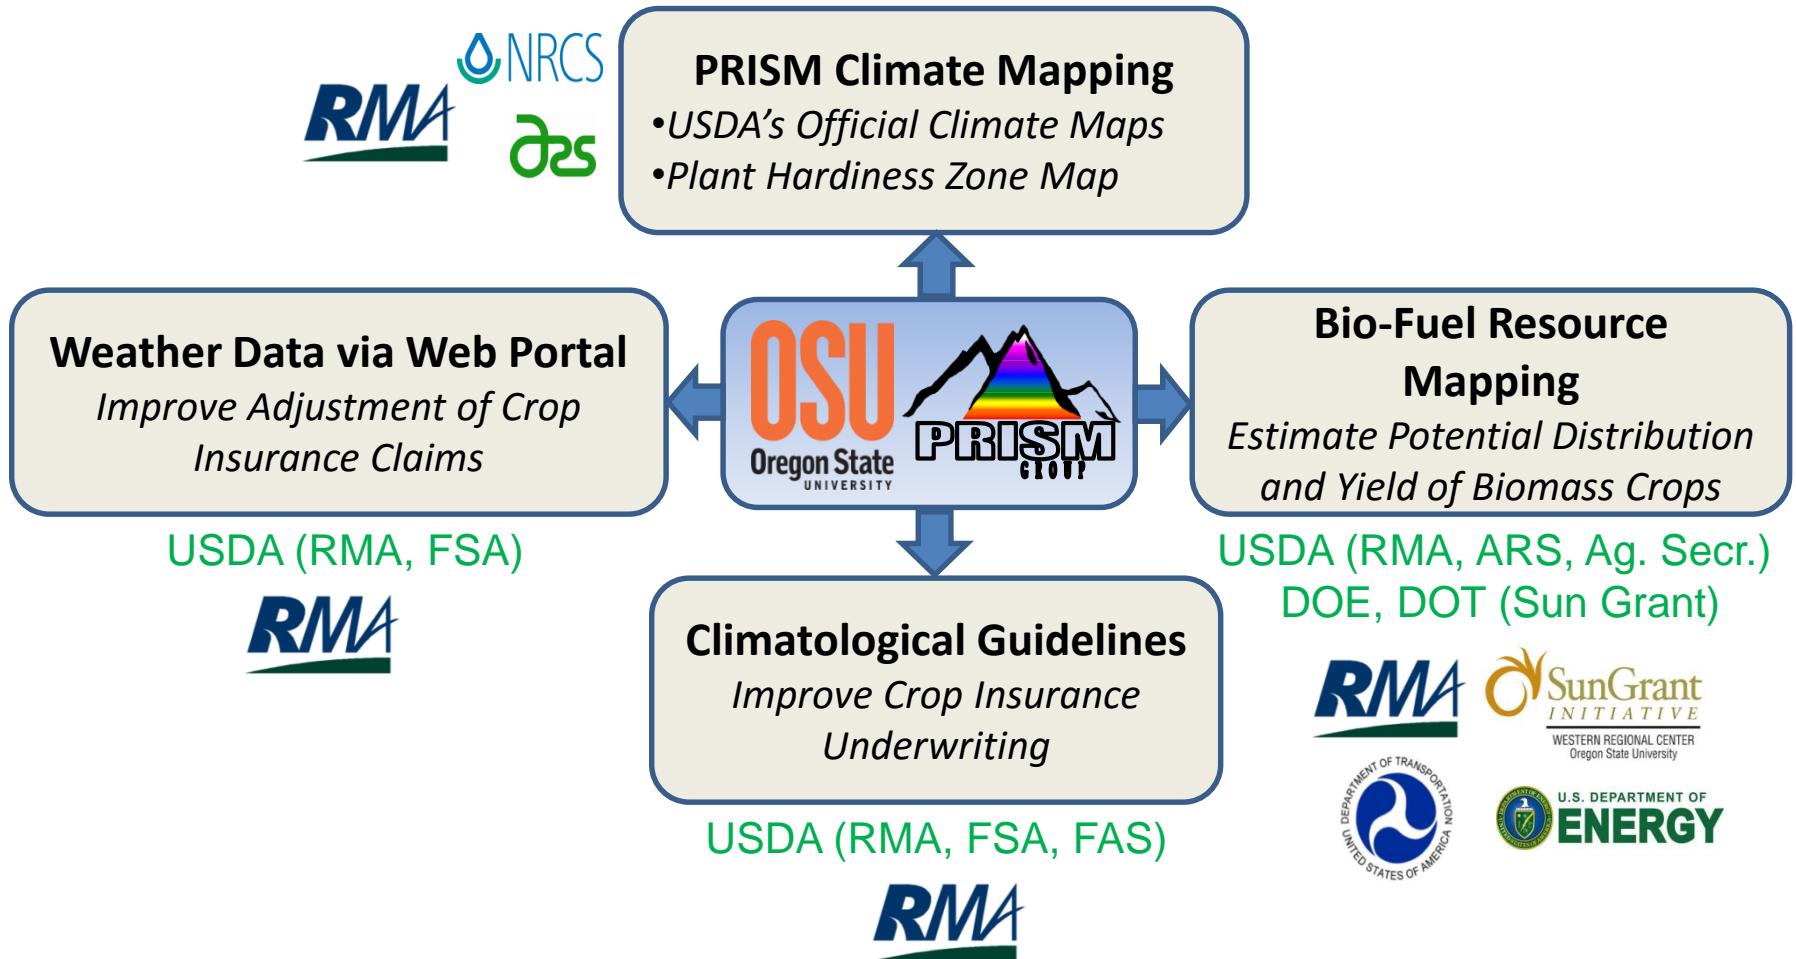 NRCS
RMA
ars
PRISM Climate Mapping
•USDA's Official Climate Maps
•Plant Hardiness Zone Map
Weather Data via Web Portal
Improve Adjustment of Crop
Insurance Claims
USDA (RMA, FSA)
RMA
OSU
Oregon State
UNIVERSITY
PRISM
GROUP
Bio-Fuel Resource
Mapping
Estimate Potential Distribution
and Yield of Biomass Crops
USDA (RMA, ARS, Ag. Secr.)
DOE, DOT (Sun Grant)
RMA
SunGrant
INITIATIVE
WESTERN REGIONAL CENTER
Oregon State University
DEPARTMENT OF TRANSPORTATION
UNITED STATES OF AMERICA
U.S. DEPARTMENT OF
ENERGY
Climatological Guidelines
Improve Crop Insurance
Underwriting
USDA (RMA, FSA, FAS)
RMA